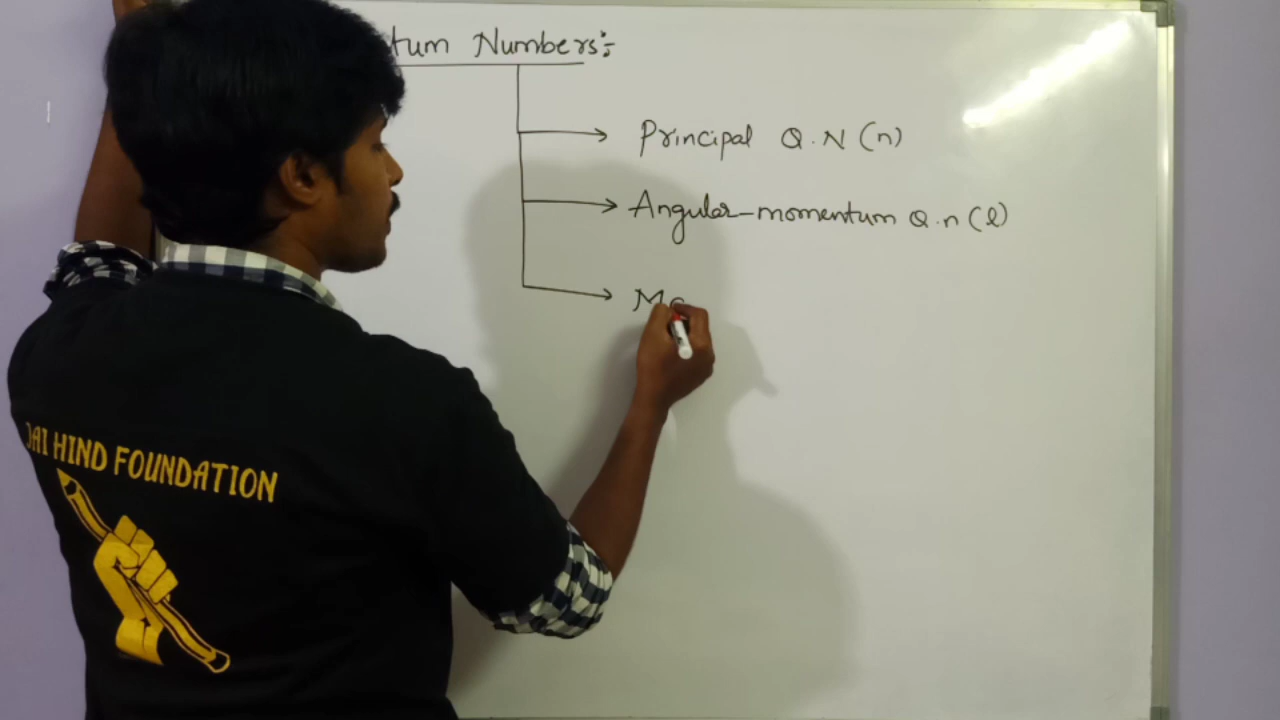 tum Numbers:-
Principal Q.N (n)
Angular-momentum Q.n (l)
JAI HIND FOUNDATION